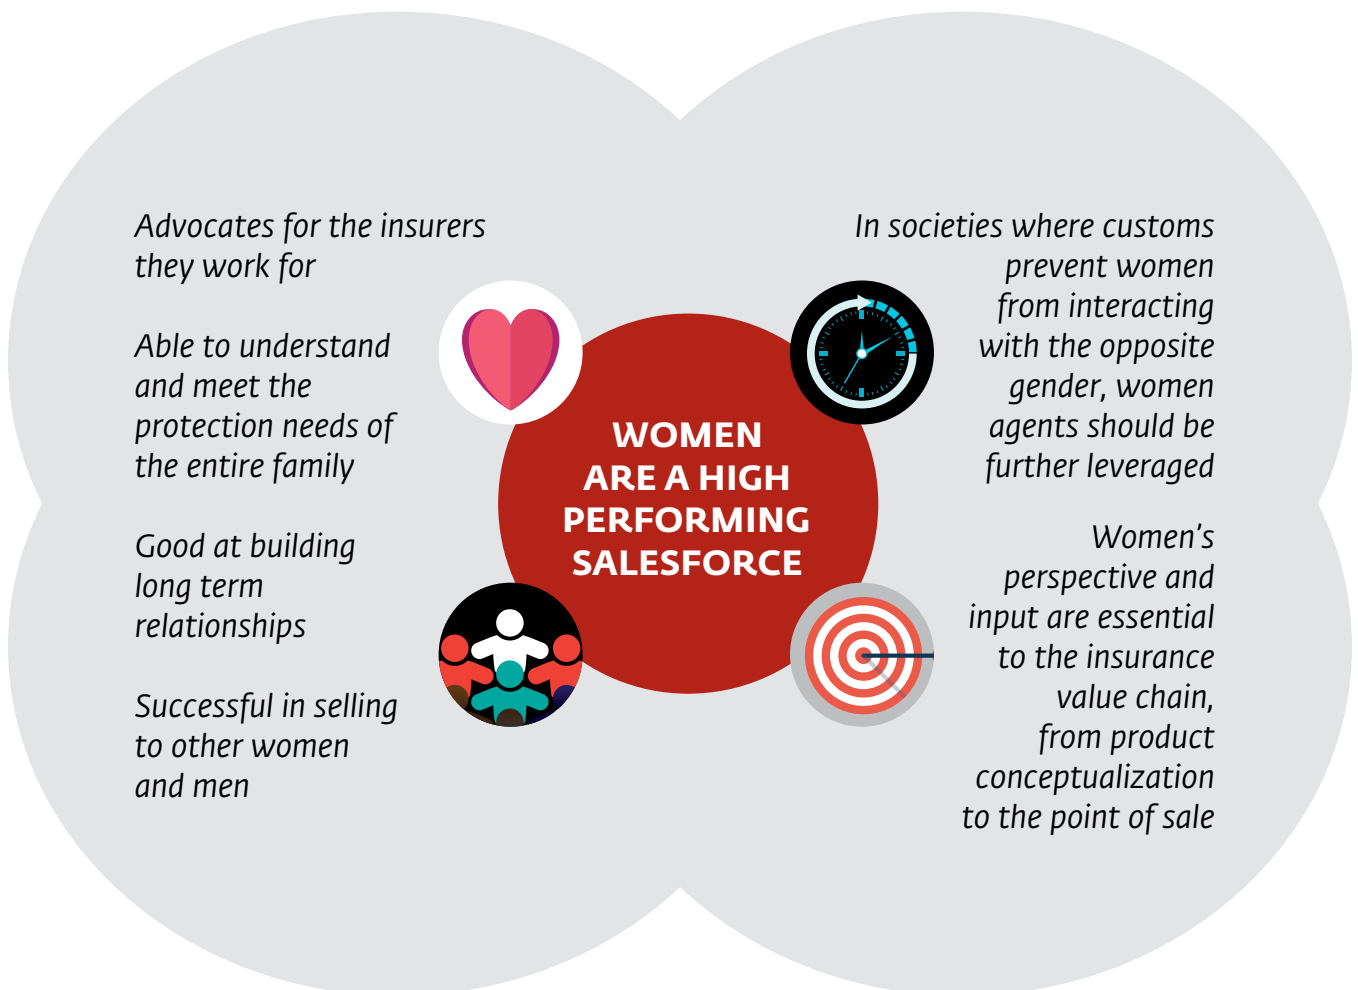 Advocates for the insurers
they work for
Able to understand
and meet the
protection needs of
the entire family
Good at building
long term
relationships
Successful in selling
to other women
and men
WOMEN
ARE A HIGH
PERFORMING
SALESFORCE
In societies where customs
prevent women
from interacting
with the opposite
gender, women
agents should be
further leveraged
Women's
perspective and
input are essential
to the insurance
value chain,
from product
conceptualization
to the point of sale